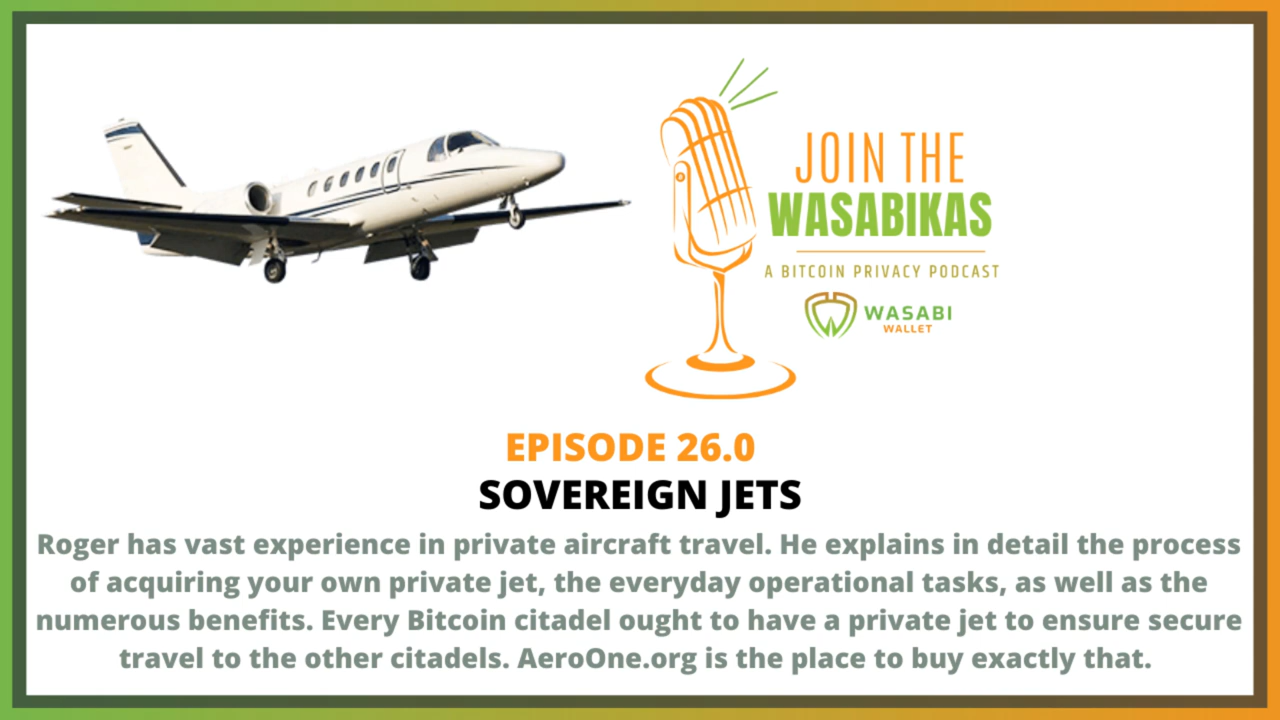 JOIN THE
WASABIKAS
A BITCOIN PRIVACY PODCAST
WASABI
WALLET
EPISODE 26.0
SOVEREIGN JETS
Roger has vast experience in private aircraft travel. He explains in detail the process
of acquiring your own private jet, the everyday operational tasks, as well as the
numerous benefits. Every Bitcoin citadel ought to have a private jet to ensure secure
travel to the other citadels. AeroOne.org is the place to buy exactly that.